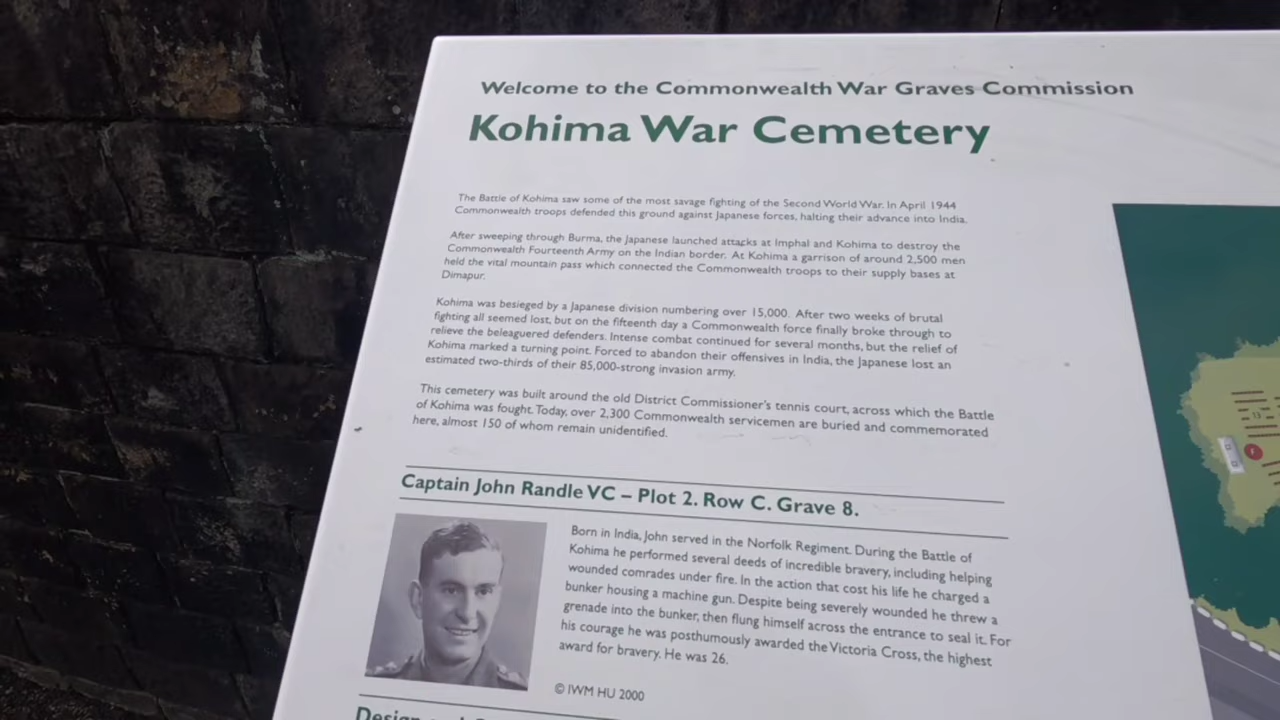 Welcome to the Commonwealth War Graves Commission
Kohima War Cemetery
The Battle of Kohima saw some of the most savage fighting of the Second World War. In April 1944
Commonwealth troops defended this ground against Japanese forces, halting their advance into India.
After sweeping through Burma, the Japanese launched attacks at Imphal and Kohima to destroy the
Commonwealth Fourteenth Army on the Indian border. At Kohima a garrison of around 2,500 men
held the vital mountain pass which connected the Commonwealth troops to their supply bases at
Dimapur.
Kohima was besieged by a Japanese division numbering over 15,000. After two weeks of brutal
fighting all seemed lost, but on the fifteenth day a Commonwealth force finally broke through to
relieve the beleaguered defenders. Intense combat continued for several months, but the relief of
Kohima marked a turning point. Forced to abandon their offensives in India, the Japanese lost an
estimated two-thirds of their 85,000-strong invasion army.
This cemetery was built around the old District Commissioner's tennis court, across which the Battle
of Kohima was fought. Today, over 2,300 Commonwealth servicemen are buried and commemorated
here, almost 150 of whom remain unidentified.
Captain John Randle VC – Plot 2. Row C. Grave 8.
Born in India, John served in the Norfolk Regiment. During the Battle of
Kohima he performed several deeds of incredible bravery, including helping
wounded comrades under fire. In the action that cost his life he charged a
bunker housing a machine gun. Despite being severely wounded he threw a
grenade into the bunker, then flung himself across the entrance to seal it. For
his courage he was posthumously awarded the Victoria Cross, the highest
award for bravery. He was 26.
© IWM HU 2000
13